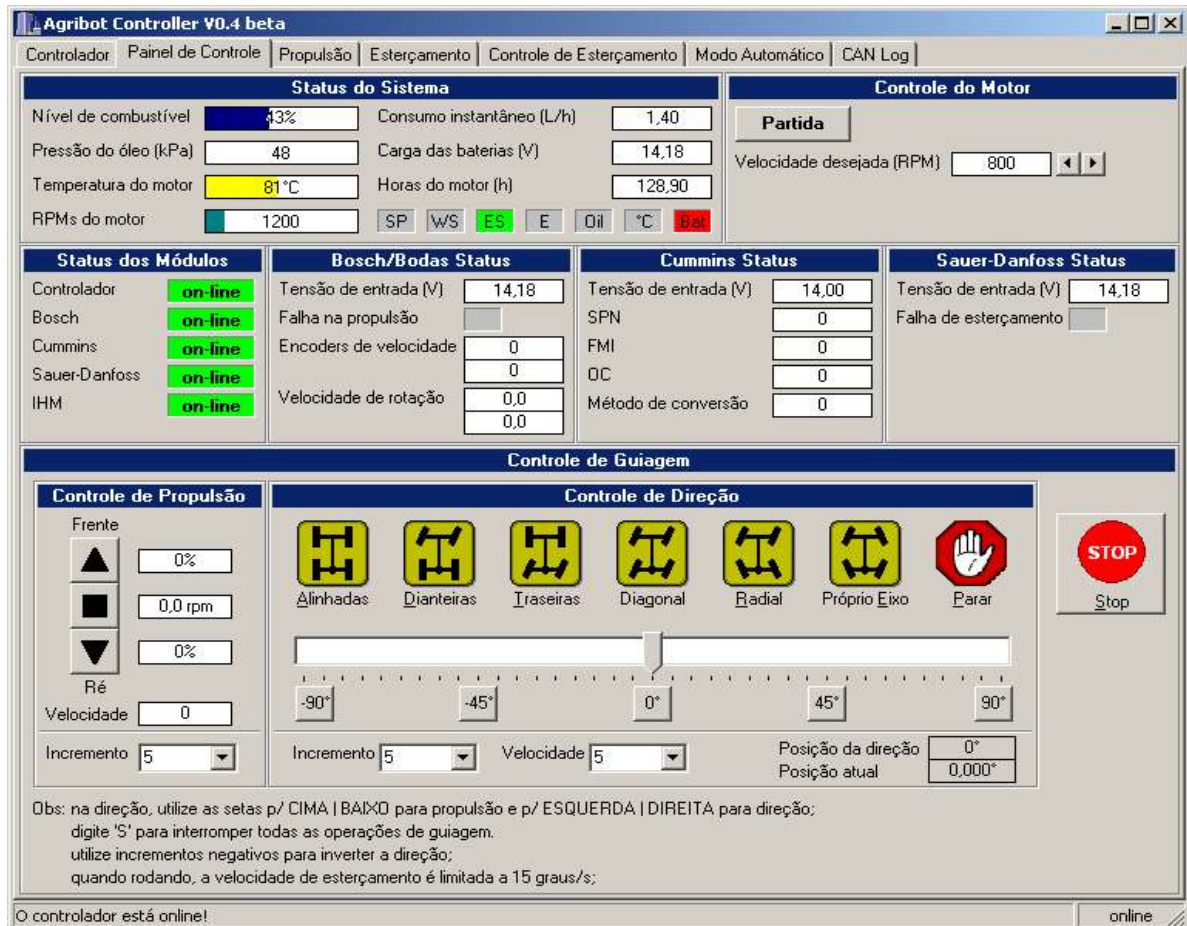 Agribot Controller V0.4 beta
Controlador Painel de Controle Propulsão Esterçamento Controle de Esterçamento Modo Automático CAN Log
Status do Sistema
Nível de combustível 43% Consumo instantâneo (L/h) 1,40
Pressão do óleo (kPa) 48 Carga das baterias (V) 14,18
Temperatura do motor 81°C Horas do motor (h) 128,90
RPMs do motor 1200 SP WS ES E Oil °C Bat
Controle do Motor
Partida
Velocidade desejada (RPM) 800
Status dos Módulos
Controlador on-line
Bosch on-line
Cummins on-line
Sauer-Danfoss on-line
IHM on-line
Bosch/Bodas Status
Tensão de entrada (V) 14,18
Falha na propulsão
Encoders de velocidade 0
0
Velocidade de rotação 0,0
0,0
Cummins Status
Tensão de entrada (V) 14,00
SPN 0
FMI 0
OC 0
Método de conversão 0
Sauer-Danfoss Status
Tensão de entrada (V) 14,18
Falha de esterçamento
Controle de Guiagem
Controle de Propulsão
Frente
0%
0,0 rpm
0%
Ré
Velocidade 0
Incremento 5
Controle de Direção
Alinhadas Dianteiras Traseiras Diagonal Radial Próprio Eixo Parar
-90° -45° 0° 45° 90°
Incremento 5 Velocidade 5 Posição da direção 0°
Posição atual 0,000°
STOP
Stop
Obs: na direção, utilize as setas p/ CIMA | BAIXO para propulsão e p/ ESQUERDA | DIREITA para direção;
digite 'S' para interromper todas as operações de guiagem.
utilize incrementos negativos para inverter a direção;
quando rodando, a velocidade de esterçamento é limitada a 15 graus/s;
O controlador está online! online